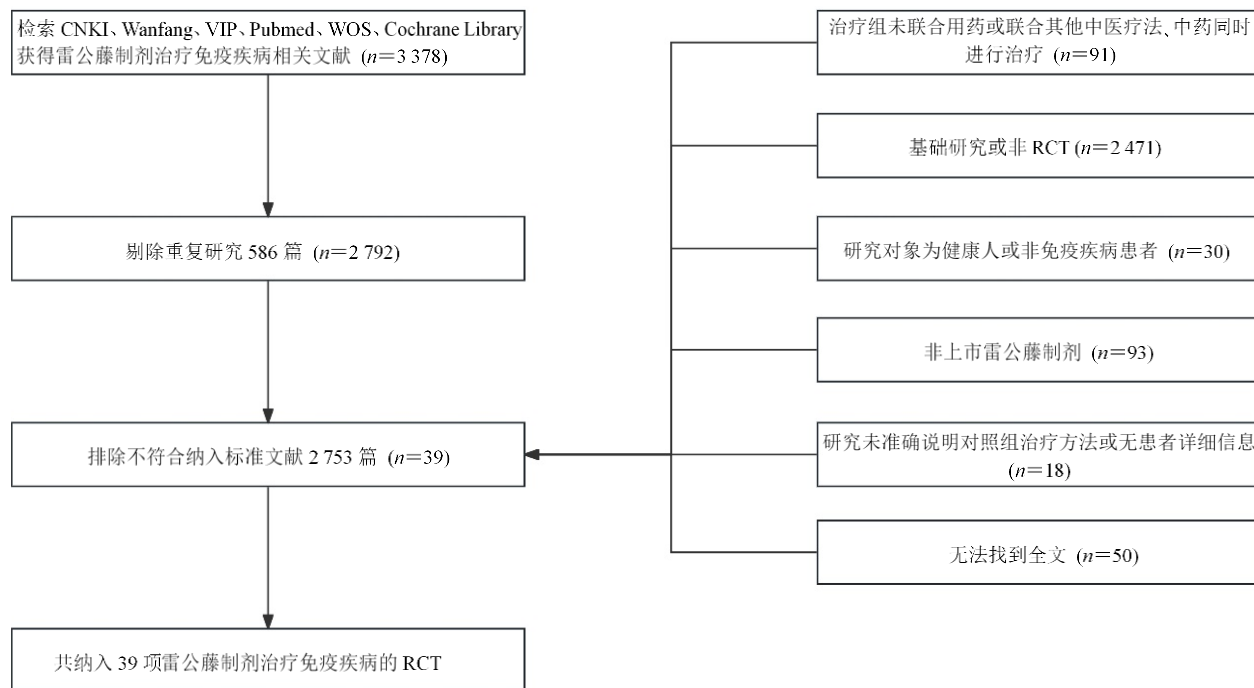 检索 CNKI、Wanfang、VIP、Pubmed、WOS、Cochrane Library
获得雷公藤制剂治疗免疫疾病相关文献 (n=3 378)
剔除重复研究 586 篇 (n=2 792)
排除不符合纳入标准文献 2 753 篇 (n=39)
共纳入 39 项雷公藤制剂治疗免疫疾病的 RCT
治疗组未联合用药或联合其他中医疗法、中药同时
进行治疗 (n=91)
基础研究或非 RCT (n=2 471)
研究对象为健康人或非免疫疾病患者 (n=30)
非上市雷公藤制剂 (n=93)
研究未准确说明对照组治疗方法或无患者详细信息
(n=18)
无法找到全文 (n=50)